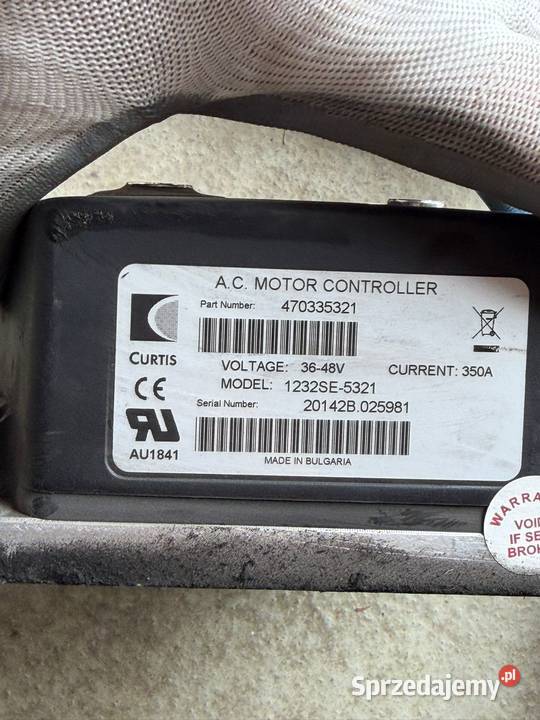 A.C. MOTOR CONTROLLER
Part Number: 470335321
CURTIS
VOLTAGE: 36-48V CURRENT: 350A
MODEL: 1232SE-5321
Serial Number: 20142B.025981
AU1841
MADE IN BULGARIA
VOID
IF SE
BROK
Sprzedajemy.pl